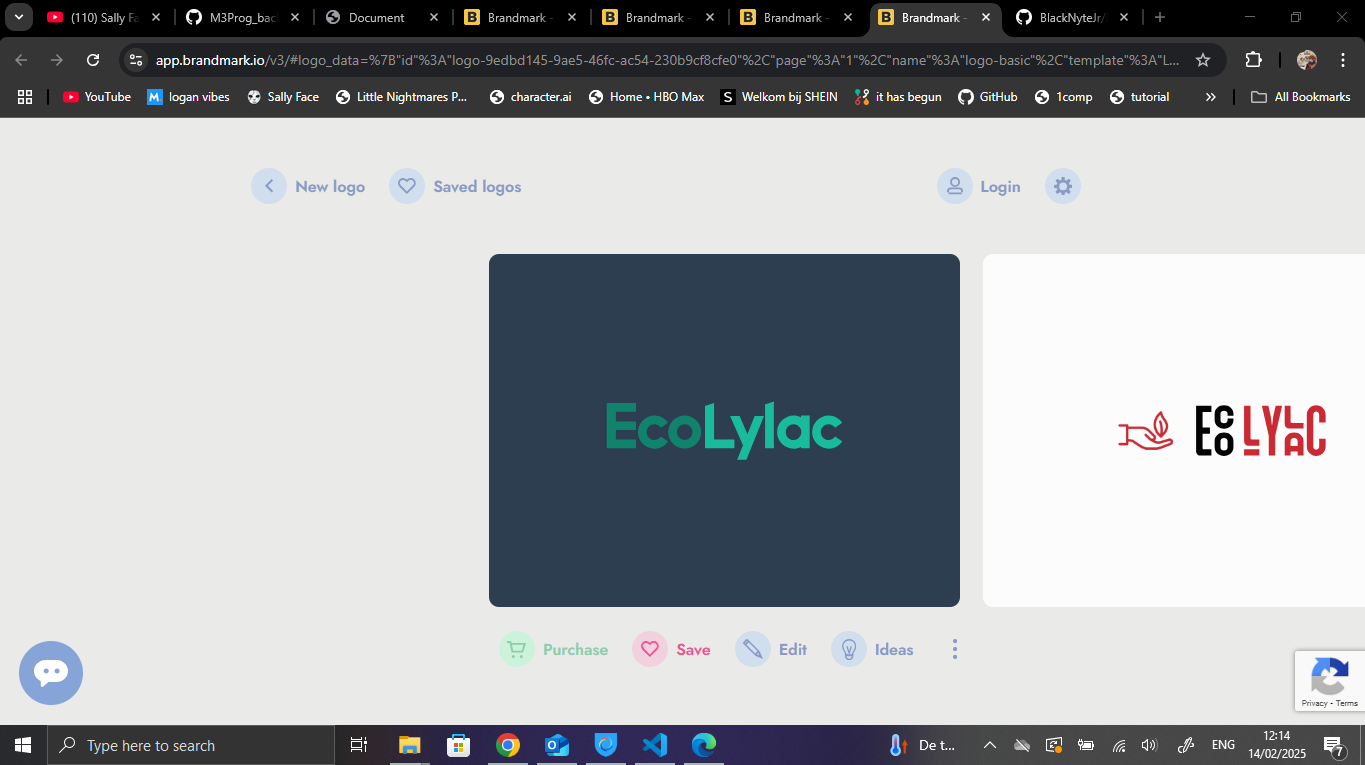 (110) Sally Fa
M3Prog_bac
Document
Brandmark -
Brandmark -
Brandmark -
Brandmark -
BlackNyteJr/
app.brandmark.io/v3/#logo_data=%7B"id"%3A"logo-9edbd145-9ae5-46fc-ac54-230b9cf8cfe0"%2C"page"%3A"1"%2C"name"%3A"logo-basic"%2C"template"%3A"L...
YouTube
logan vibes
Sally Face
Little Nightmares P...
character.ai
Home • HBO Max
Welkom bij SHEIN
it has begun
GitHub
1comp
tutorial
All Bookmarks
New logo
Saved logos
Login
EcoLylac
ECO LYLAC
Purchase
Save
Edit
Ideas
Privacy - Terms
Type here to search
De t...
ENG
12:14
14/02/2025
7